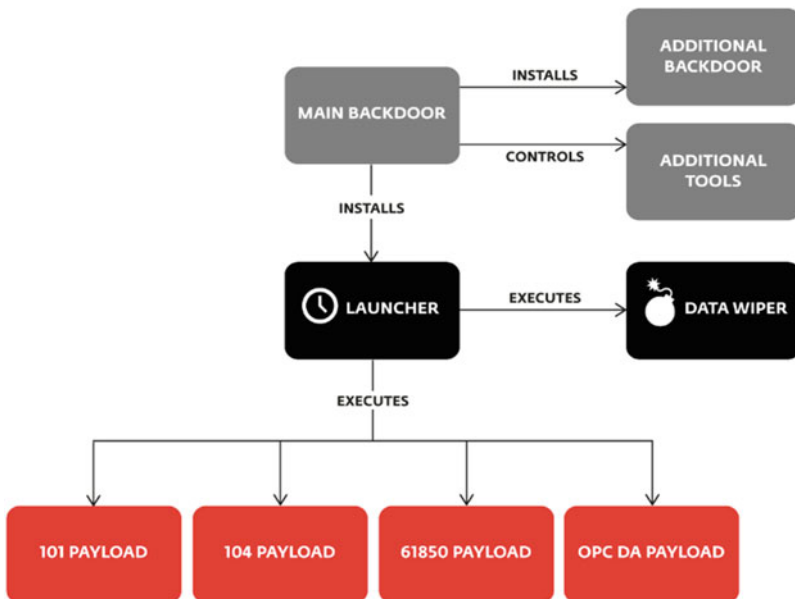 ADDITIONAL
BACKDOOR
INSTALLS
MAIN BACKDOOR
CONTROLS
ADDITIONAL
TOOLS
INSTALLS
LAUNCHER
EXECUTES
DATA WIPER
EXECUTES
101 PAYLOAD
104 PAYLOAD
61850 PAYLOAD
OPC DA PAYLOAD